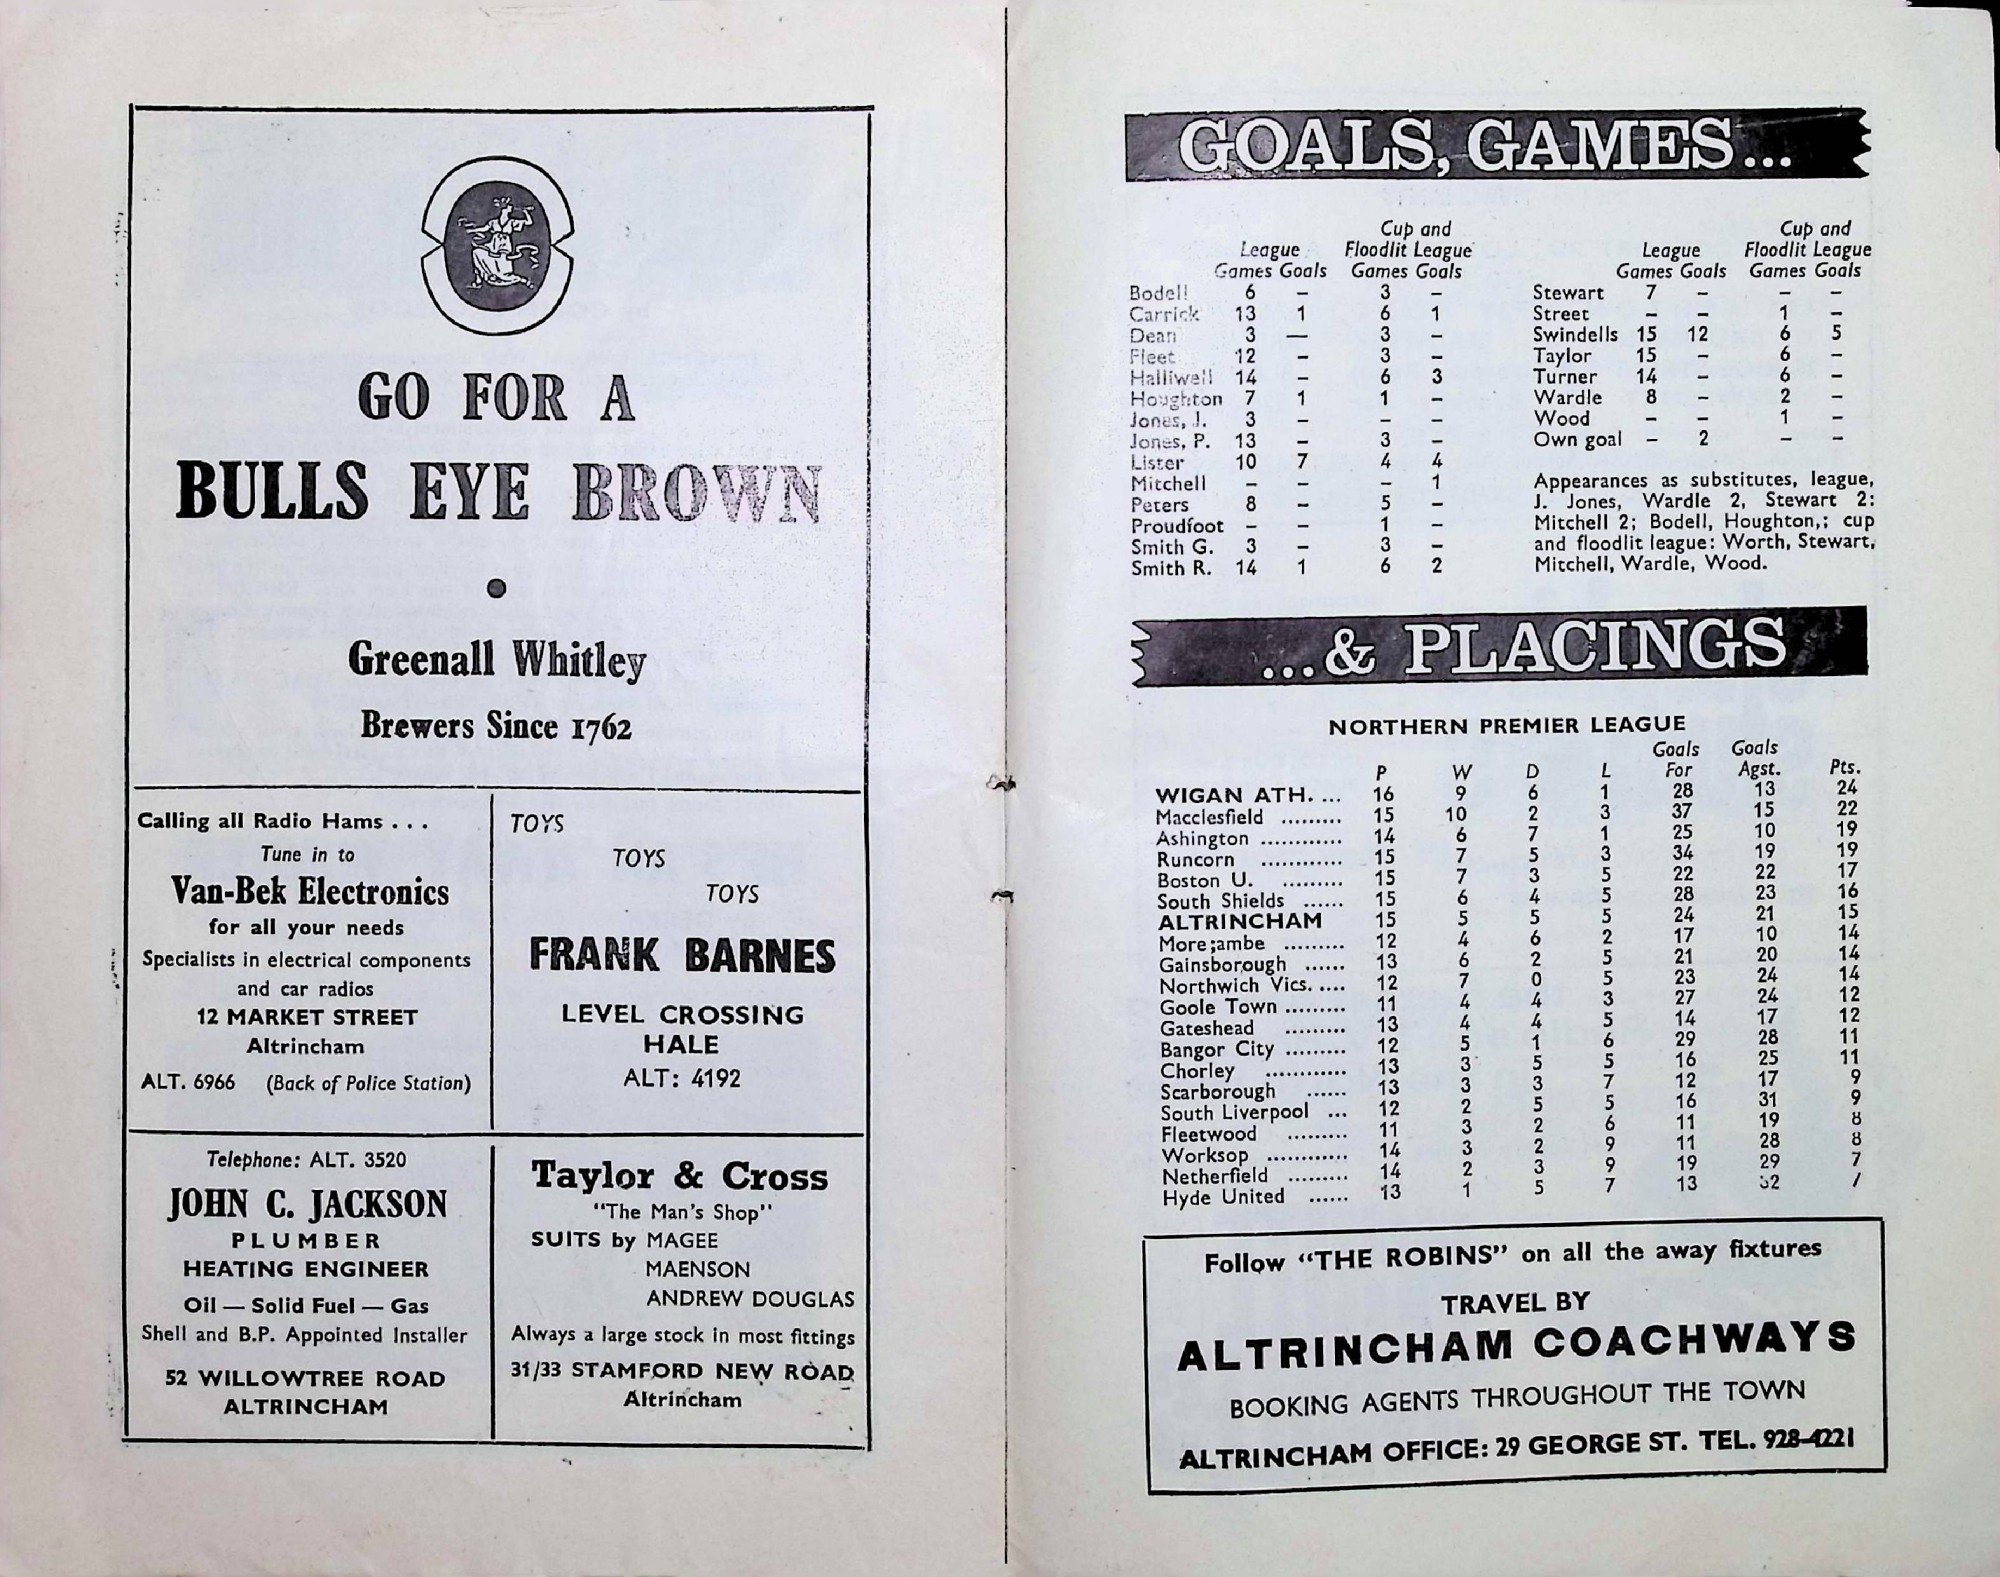 GO FOR A
BULLS EYE BROWN
Greenall Whitley
Brewers Since 1762
Calling all Radio Hams . . .
Tune in to
Van-Bek Electronics
for all your needs
Specialists in electrical components
and car radios
12 MARKET STREET
Altrincham
ALT. 6966 (Back of Police Station)
TOYS
TOYS
TOYS
FRANK BARNES
LEVEL CROSSING
HALE
ALT: 4192
Telephone: ALT. 3520
JOHN C. JACKSON
PLUMBER
HEATING ENGINEER
Oil — Solid Fuel — Gas
Shell and B.P. Appointed Installer
52 WILLOWTREE ROAD
ALTRINCHAM
Taylor & Cross
"The Man's Shop"
SUITS by MAGEE
MAENSON
ANDREW DOUGLAS
Always a large stock in most fittings
31/33 STAMFORD NEW ROAD
Altrincham
GOALS, GAMES...
Cup and
League Floodlit League
Games Goals Games Goals
Bodell 6 – 3 –
Carrick 13 1 6 1
Dean 3 — 3 –
Fleet 12 – 3 –
Halliwell 14 – 6 3
Houghton 7 1 1 –
Jones, J. 3 – – –
Jones, P. 13 – 3 –
Lister 10 7 4 4
Mitchell – – – 1
Peters 8 – 5 –
Proudfoot – – 1 –
Smith G. 3 – 3 –
Smith R. 14 1 6 2
Cup and
League Floodlit League
Games Goals Games Goals
Stewart 7 – – –
Street – – 1 –
Swindells 15 12 6 5
Taylor 15 – 6 –
Turner 14 – 6 –
Wardle 8 – 2 –
Wood – – 1 –
Own goal – 2 – –
Appearances as substitutes, league,
J. Jones, Wardle 2, Stewart 2:
Mitchell 2; Bodell, Houghton,; cup
and floodlit league: Worth, Stewart,
Mitchell, Wardle, Wood.
...& PLACINGS
NORTHERN PREMIER LEAGUE
Goals Goals
P W D L For Agst. Pts.
WIGAN ATH. ... 16 9 6 1 28 13 24
Macclesfield ......... 15 10 2 3 37 15 22
Ashington ............ 14 6 7 1 25 10 19
Runcorn ............ 15 7 5 3 34 19 19
Boston U. ......... 15 7 3 5 22 22 17
South Shields ...... 15 6 4 5 28 23 16
ALTRINCHAM 15 5 5 5 24 21 15
More;ambe ......... 12 4 6 2 17 10 14
Gainsborough ...... 13 6 2 5 21 20 14
Northwich Vics. .... 12 7 0 5 23 24 14
Goole Town ......... 11 4 4 3 27 24 12
Gateshead ......... 13 4 4 5 14 17 12
Bangor City ......... 12 5 1 6 29 28 11
Chorley ............ 13 3 5 5 16 25 11
Scarborough ...... 13 3 3 7 12 17 9
South Liverpool ... 12 2 5 5 16 31 9
Fleetwood ......... 11 3 2 6 11 19 8
Worksop ............ 14 3 2 9 11 28 8
Netherfield ......... 14 2 3 9 19 29 7
Hyde United ...... 13 1 5 7 13 32 7
Follow "THE ROBINS" on all the away fixtures
TRAVEL BY
ALTRINCHAM COACHWAYS
BOOKING AGENTS THROUGHOUT THE TOWN
ALTRINCHAM OFFICE: 29 GEORGE ST. TEL. 928-4221